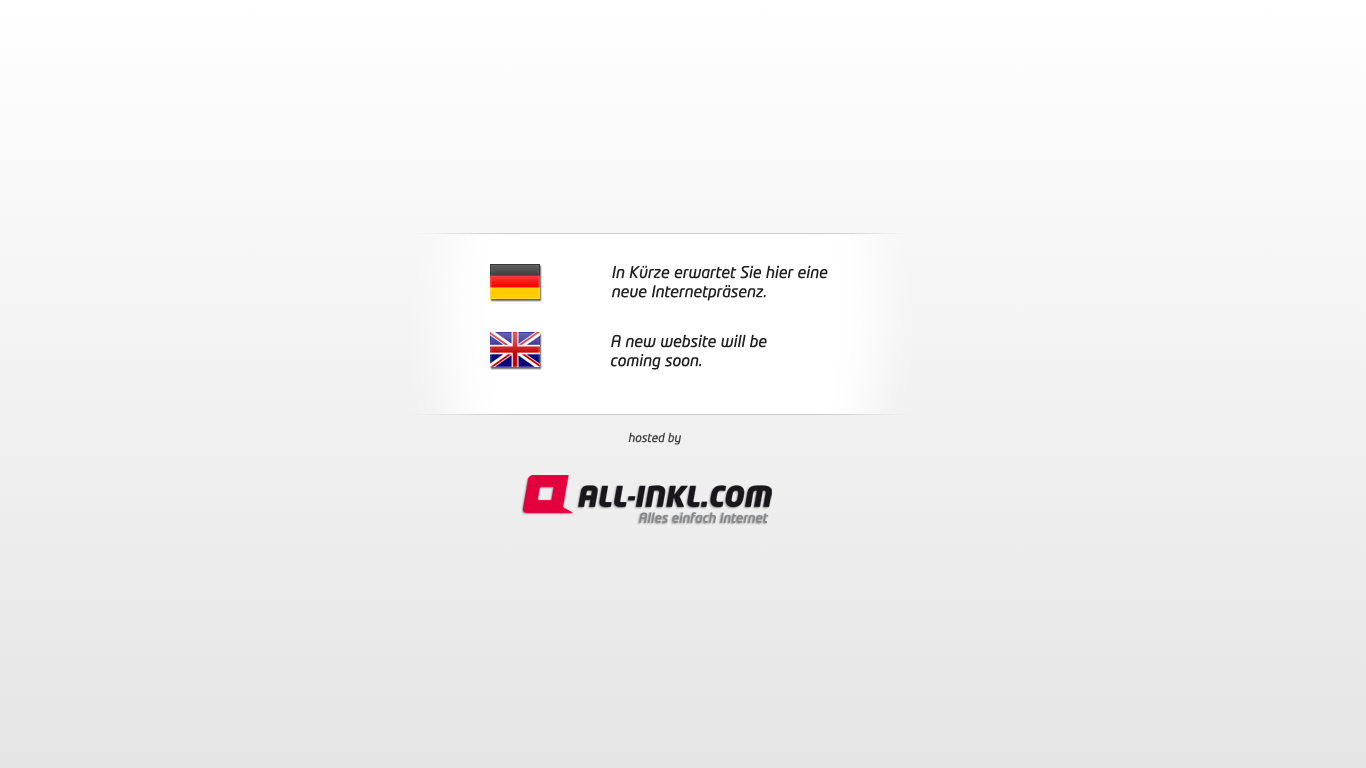 In Kürze erwartet Sie hier eine
neue Internetpräsenz.
A new website will be
coming soon.
hosted by
ALL-INKL.COM
Alles einfach Internet